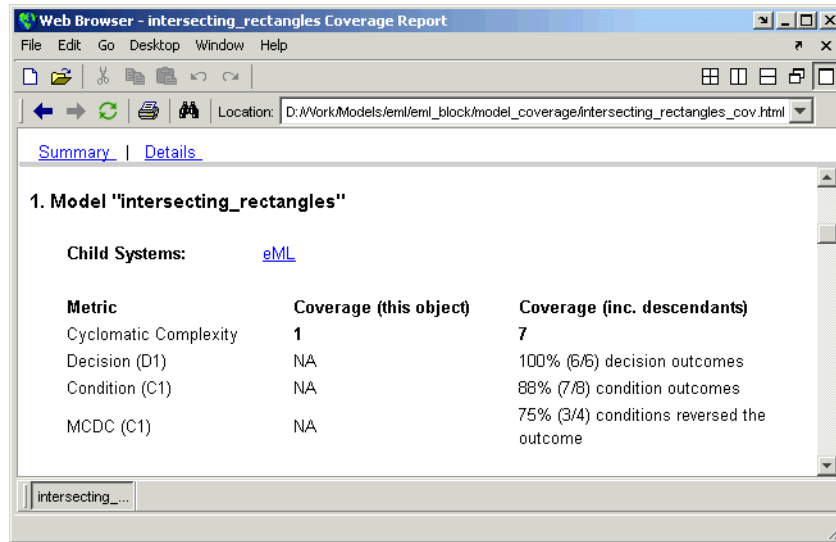 Web Browser - intersecting_rectangles Coverage Report
File Edit Go Desktop Window Help
Location: D:/Work/Models/eml/eml_block/model_coverage/intersecting_rectangles_cov.html
Summary | Details
1. Model "intersecting_rectangles"
Child Systems: eML
Metric Coverage (this object) Coverage (inc. descendants)
Cyclomatic Complexity 1 7
Decision (D1) NA 100% (6/6) decision outcomes
Condition (C1) NA 88% (7/8) condition outcomes
MCDC (C1) NA 75% (3/4) conditions reversed the
outcome
intersecting_...